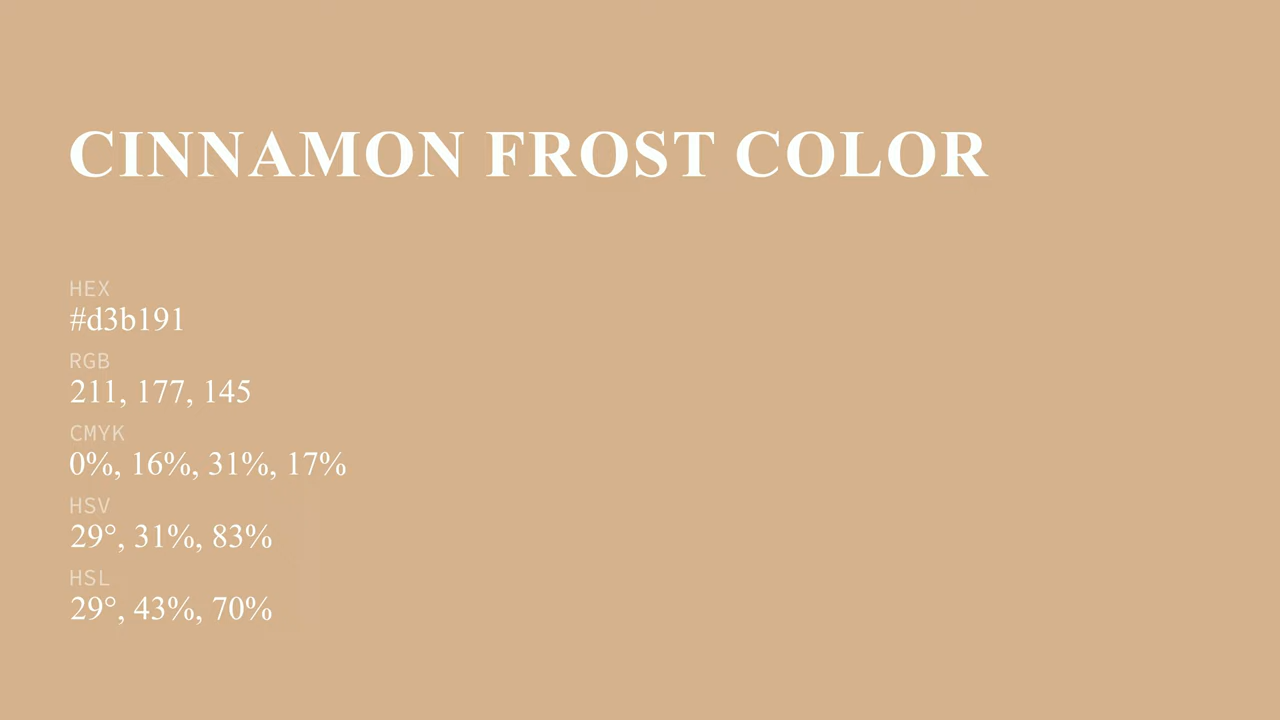 CINNAMON FROST COLOR
HEX
#d3b191
RGB
211, 177, 145
CMYK
0%, 16%, 31%, 17%
HSV
29°, 31%, 83%
HSL
29°, 43%, 70%